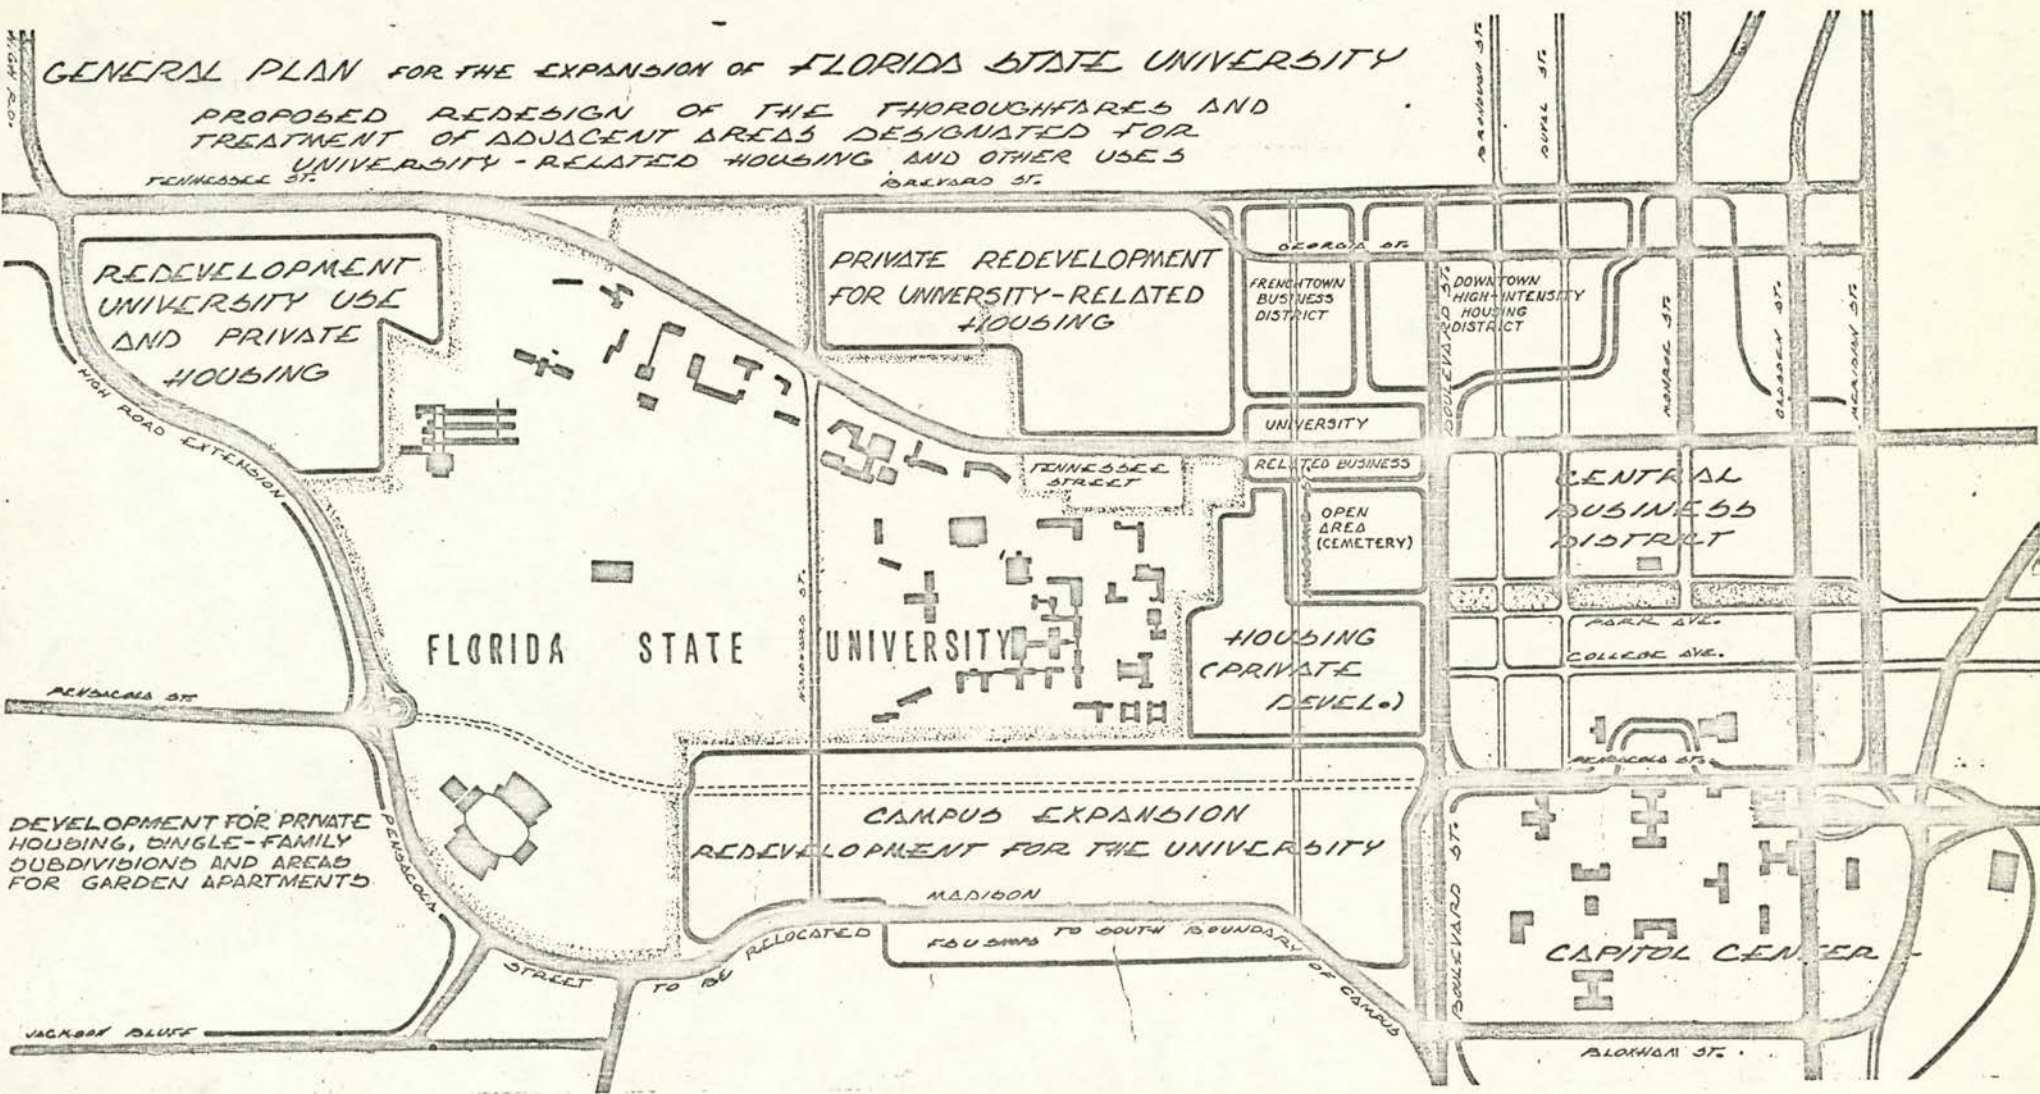 GENERAL PLAN FOR THE EXPANSION OF FLORIDA STATE UNIVERSITY
PROPOSED REDESIGN OF THE THOROUGHFARES AND
TREATMENT OF ADJACENT AREAS DESIGNATED FOR
UNIVERSITY-RELATED HOUSING AND OTHER USES
HIGH RD.
TENNESSEE ST.
BREVARD ST.
BRONOUGH ST.
DUVAL ST.
REDEVELOPMENT
UNIVERSITY USE
AND PRIVATE
HOUSING
PRIVATE REDEVELOPMENT
FOR UNIVERSITY-RELATED
HOUSING
GEORGIA ST.
FRENCHTOWN
BUSINESS
DISTRICT
BOULEVARD ST.
DOWNTOWN
HIGH-INTENSITY
HOUSING
DISTRICT
MONROE ST.
GADSDEN ST.
MERIDIAN ST.
HIGH ROAD EXTENSION
UNIVERSITY
RELATED BUSINESS
TENNESSEE
STREET
OPEN
AREA
(CEMETERY)
CENTRAL
BUSINESS
DISTRICT
WOODWARD ST.
FLORIDA STATE UNIVERSITY
HOUSING
(PRIVATE
DEVEL.)
PARK AVE.
COLLEGE AVE.
PENSACOLA ST.
PENSACOLA ST.
DEVELOPMENT FOR PRIVATE
HOUSING, SINGLE-FAMILY
SUBDIVISIONS AND AREAS
FOR GARDEN APARTMENTS
CAMPUS EXPANSION
REDEVELOPMENT FOR THE UNIVERSITY
MADISON
PENSACOLA STREET TO BE RELOCATED TO SOUTH BOUNDARY OF CAMPUS
FSU SHOPS
BOULEVARD ST.
CAPITOL CENTER
JACKSON BLUFF
BLOXHAM ST.